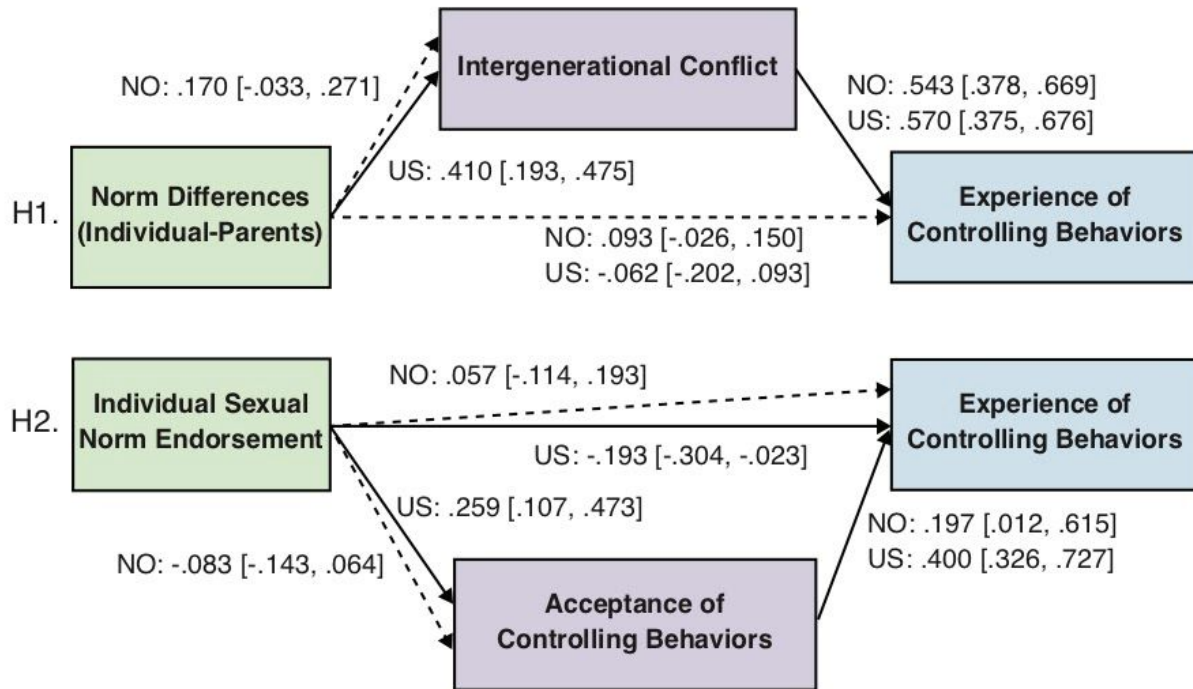 Intergenerational Conflict
NO: .170 [-.033, .271]
NO: .543 [.378, .669]
US: .570 [.375, .676]
US: .410 [.193, .475]
H1.
Norm Differences
(Individual-Parents)
Experience of
Controlling Behaviors
NO: .093 [-.026, .150]
US: -.062 [-.202, .093]
H2.
Individual Sexual
Norm Endorsement
NO: .057 [-.114, .193]
Experience of
Controlling Behaviors
US: -.193 [-.304, -.023]
US: .259 [.107, .473]
NO: -.083 [-.143, .064]
NO: .197 [.012, .615]
US: .400 [.326, .727]
Acceptance of
Controlling Behaviors